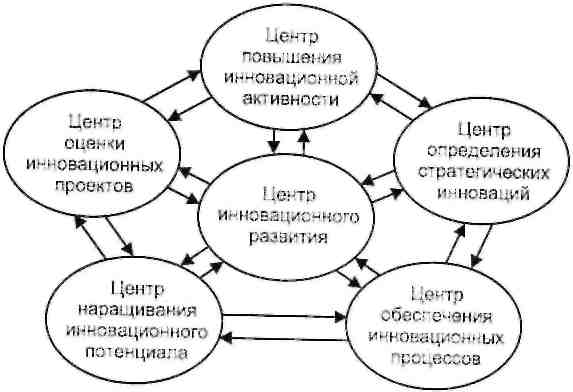 Центр
повышения
инновационной
активности
Центр
оценки
инновационных
проектов
Центр
определения
стратегических
инноваций
Центр
инновационного
развития
Центр
наращивания
инновационного
потенциала
Центр
обеспечения
инновационных
процессов